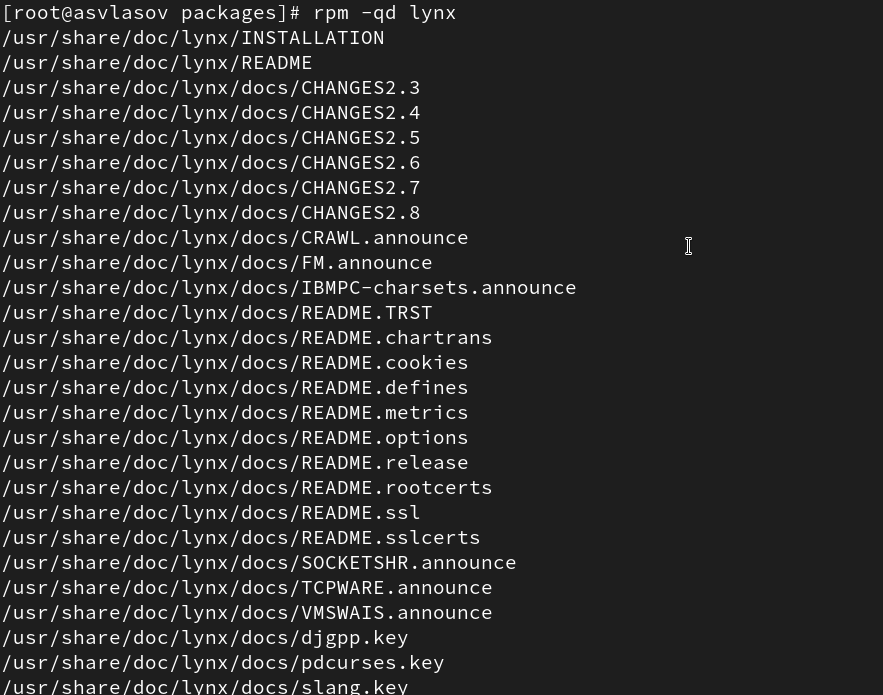 [root@asvlasov packages]# rpm -qd lynx
/usr/share/doc/lynx/INSTALLATION
/usr/share/doc/lynx/README
/usr/share/doc/lynx/docs/CHANGES2.3
/usr/share/doc/lynx/docs/CHANGES2.4
/usr/share/doc/lynx/docs/CHANGES2.5
/usr/share/doc/lynx/docs/CHANGES2.6
/usr/share/doc/lynx/docs/CHANGES2.7
/usr/share/doc/lynx/docs/CHANGES2.8
/usr/share/doc/lynx/docs/CRAWL.announce
/usr/share/doc/lynx/docs/FM.announce
/usr/share/doc/lynx/docs/IBMPC-charsets.announce
/usr/share/doc/lynx/docs/README.TRST
/usr/share/doc/lynx/docs/README.chartrans
/usr/share/doc/lynx/docs/README.cookies
/usr/share/doc/lynx/docs/README.defines
/usr/share/doc/lynx/docs/README.metrics
/usr/share/doc/lynx/docs/README.options
/usr/share/doc/lynx/docs/README.release
/usr/share/doc/lynx/docs/README.rootcerts
/usr/share/doc/lynx/docs/README.ssl
/usr/share/doc/lynx/docs/README.sslcerts
/usr/share/doc/lynx/docs/SOCKETSHR.announce
/usr/share/doc/lynx/docs/TCPWARE.announce
/usr/share/doc/lynx/docs/VMSWAIS.announce
/usr/share/doc/lynx/docs/djgpp.key
/usr/share/doc/lynx/docs/pdcurses.key
/usr/share/doc/lynx/docs/slang.key